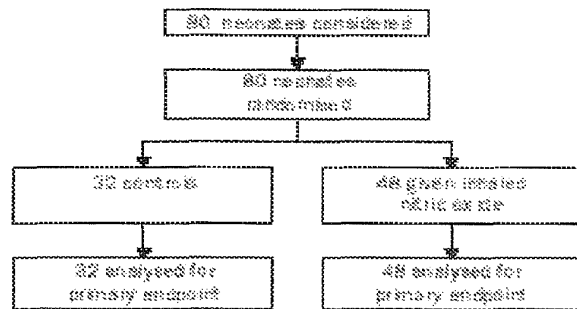 80 neonates considered
80 neonates
randomised
32 controls
48 given inhaled
nitric oxide
32 analysed for
primary endpoint
48 analysed for
primary endpoint